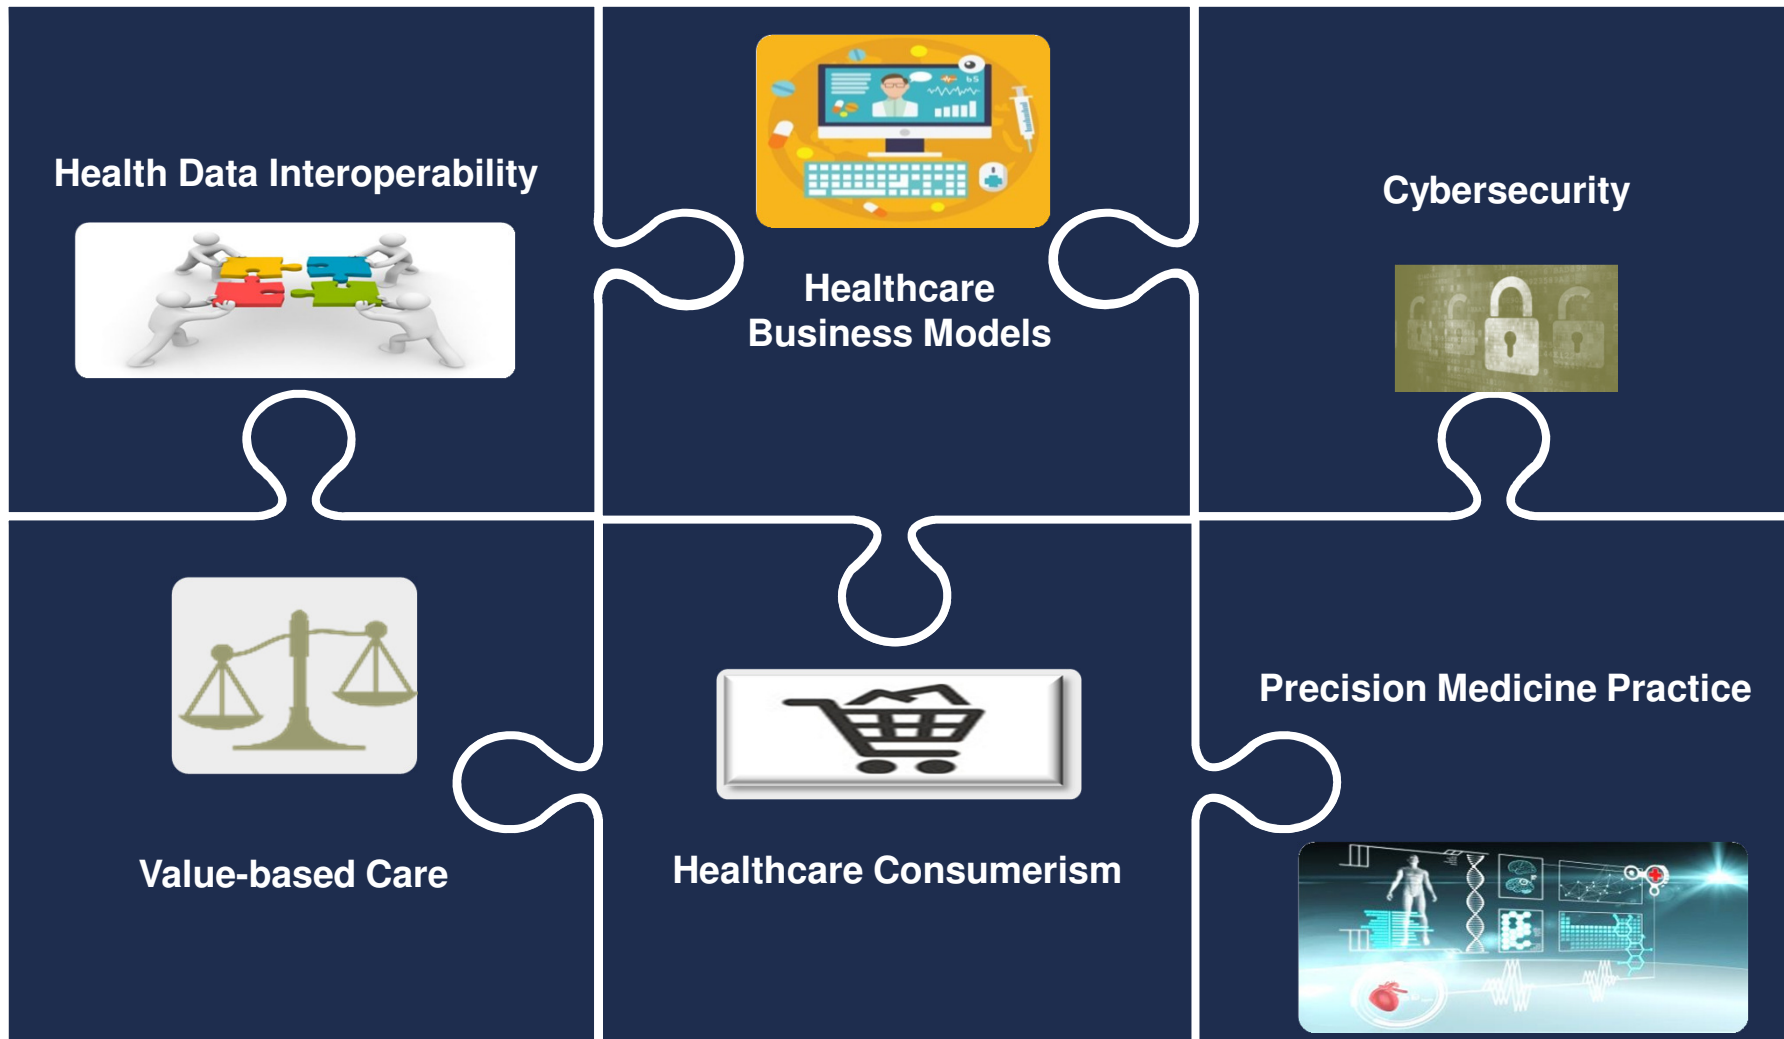 Health Data Interoperability
Healthcare
Business Models
Cybersecurity
Value-based Care
Healthcare Consumerism
Precision Medicine Practice